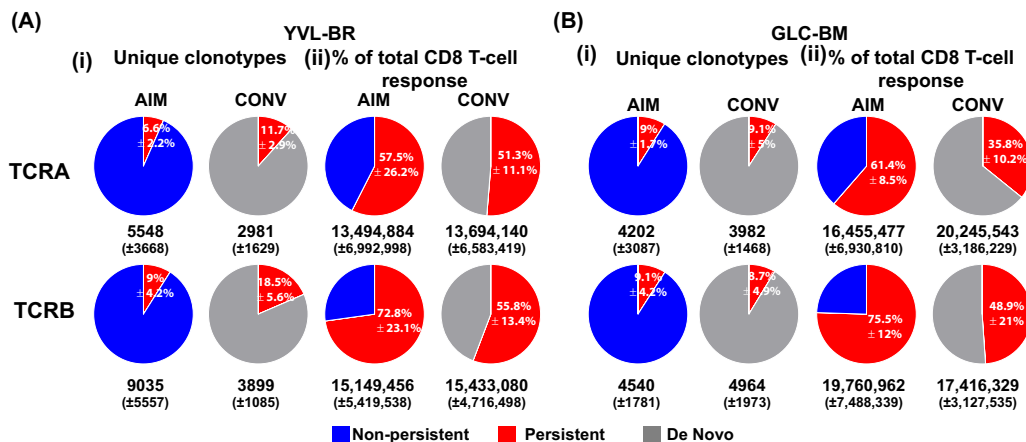 (A)
YVL-BR
(i) Unique clonotypes (ii) % of total CD8 T-cell
response
AIM CONV AIM CONV
TCRA
6.6%
± 2.2%
11.7%
± 2.9%
57.5%
± 26.2%
51.3%
± 11.1%
5548 2981 13,494,884 13,694,140
(±3668) (±1629) (±6,992,998) (±6,583,419)
TCRB
9%
± 4.2%
18.5%
± 5.6%
72.8%
± 23.1%
55.8%
± 13.4%
9035 3899 15,149,456 15,433,080
(±5557) (±1085) (±5,419,538) (±4,716,498)
(B)
GLC-BM
(i) Unique clonotypes (ii) % of total CD8 T-cell
response
AIM CONV AIM CONV
9%
± 1.7%
9.1%
± 5%
61.4%
± 8.5%
35.8%
± 10.2%
4202 3982 16,455,477 20,245,543
(±3087) (±1468) (±6,930,810) (±3,186,229)
9.1%
± 4.2%
8.7%
± 4.9%
75.5%
± 12%
48.9%
± 21%
4540 4964 19,760,962 17,416,329
(±1781) (±1973) (±7,488,339) (±3,127,535)
Non-persistent Persistent De Novo